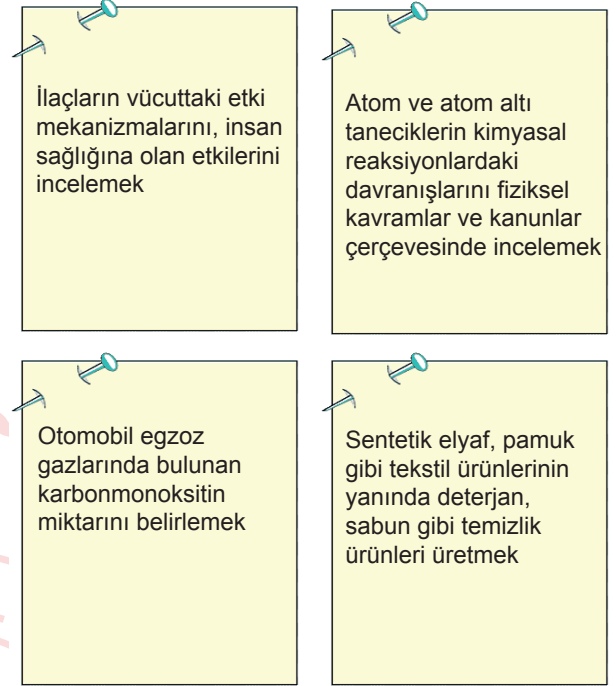 İlaçların vücuttaki etki
mekanizmalarını, insan
sağlığına olan etkilerini
incelemek
Atom ve atom altı
taneciklerin kimyasal
reaksiyonlardaki
davranışlarını fiziksel
kavramlar ve kanunlar
çerçevesinde incelemek
Otomobil egzoz
gazlarında bulunan
karbonmonoksitin
miktarını belirlemek
Sentetik elyaf, pamuk
gibi tekstil ürünlerinin
yanında deterjan,
sabun gibi temizlik
ürünleri üretmek